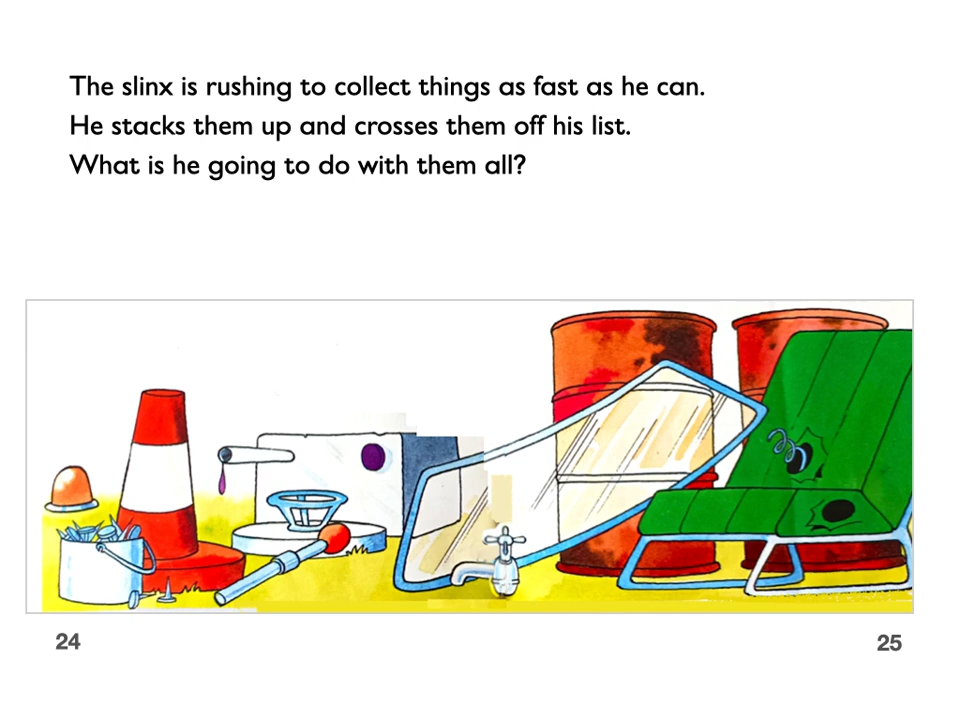 The slinx is rushing to collect things as fast as he can.
He stacks them up and crosses them off his list.
What is he going to do with them all?
24
25